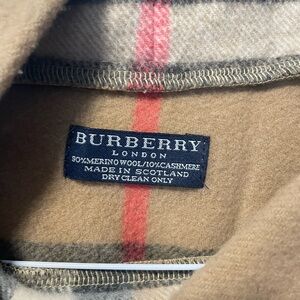 BURBERRY
LONDON
90%MERINO WOOL/10%CASHMERE
MADE IN SCOTLAND
DRY CLEAN ONLY